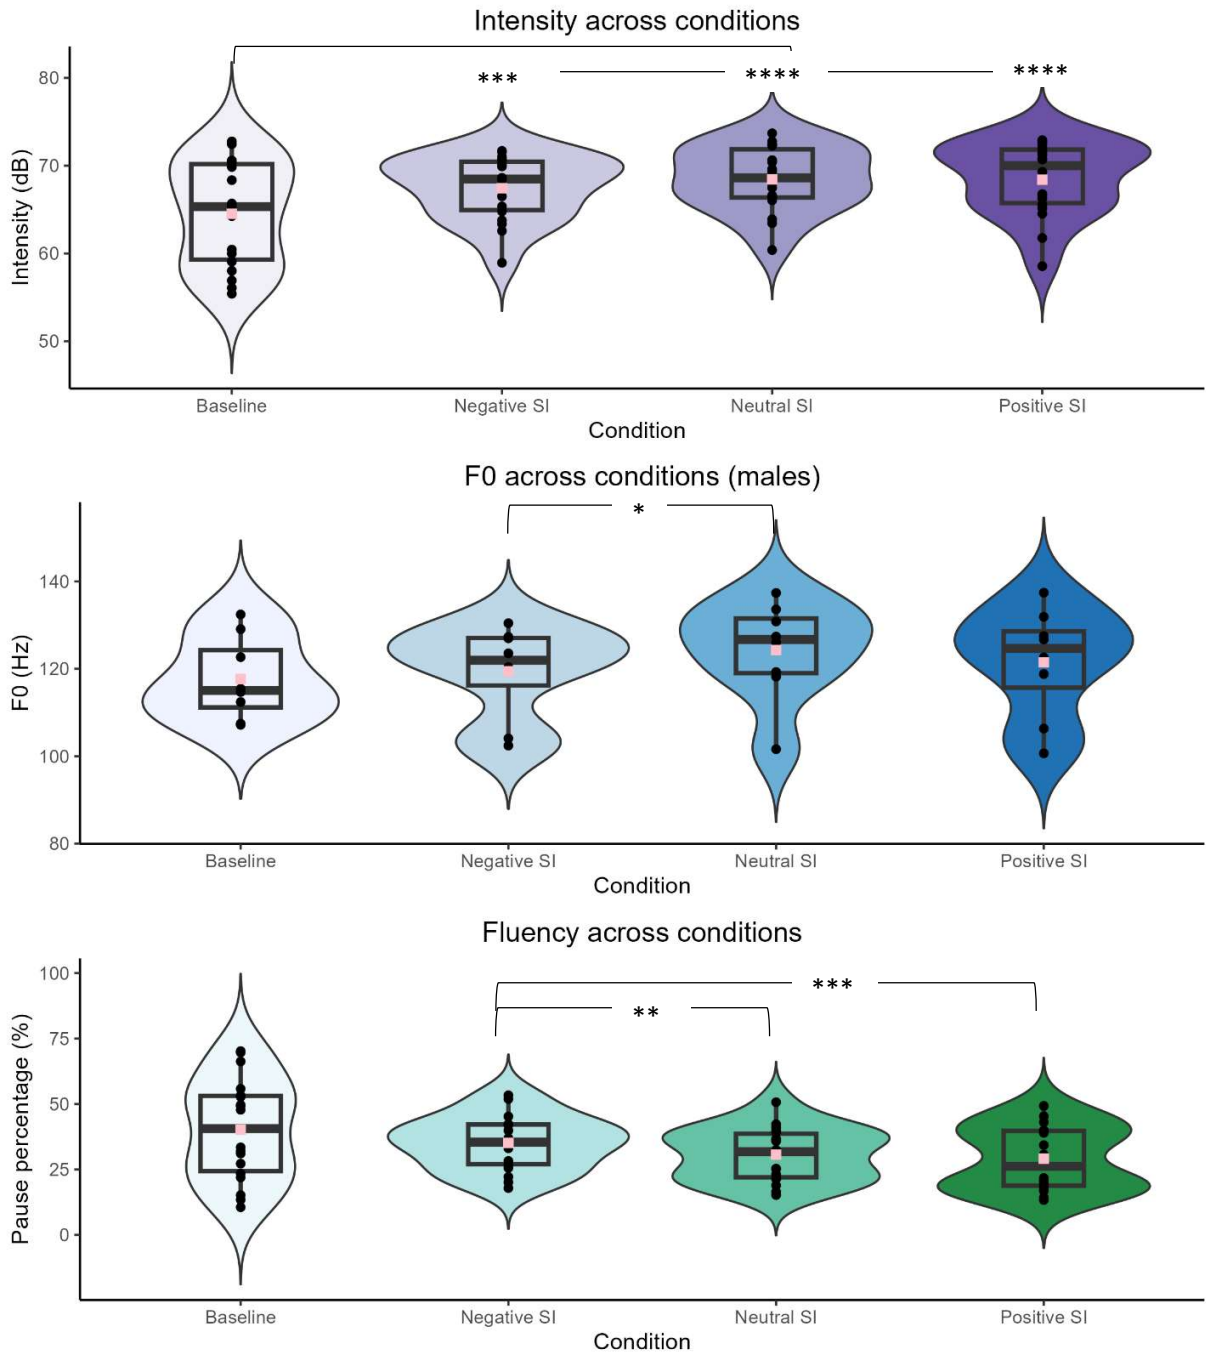 Intensity across conditions
*** **** ****
80
70
60
50
Intensity (dB)
Baseline Negative SI Neutral SI Positive SI
Condition
F0 across conditions (males)
*
140
120
100
80
F0 (Hz)
Baseline Negative SI Neutral SI Positive SI
Condition
Fluency across conditions
***
**
100
75
50
25
0
Pause percentage (%)
Baseline Negative SI Neutral SI Positive SI
Condition